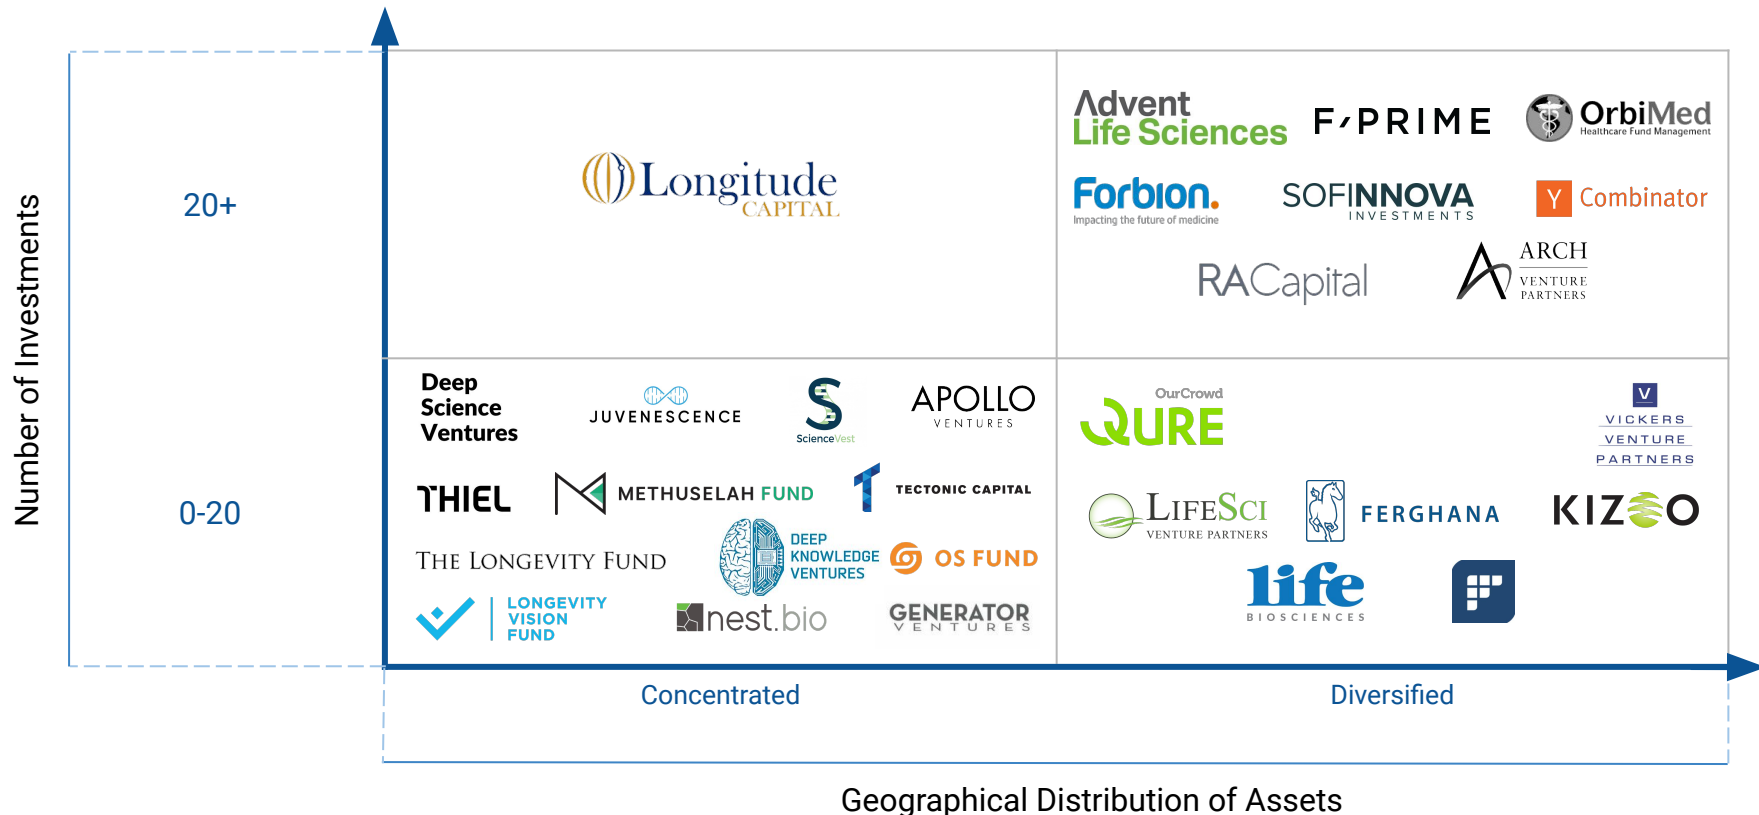 Number of Investments
20+
0-20
Longitude
CAPITAL
Advent
Life Sciences
F-PRIME
OrbiMed
Healthcare Fund Management
Forbion.
Impacting the future of medicine
SOFINNOVA
INVESTMENTS
Y Combinator
RACapital
ARCH
VENTURE
PARTNERS
Deep
Science
Ventures
JUVENESCENCE
S
ScienceVest
APOLLO
VENTURES
THIEL
METHUSELAH FUND
TECTONIC CAPITAL
THE LONGEVITY FUND
DEEP
KNOWLEDGE
VENTURES
OS FUND
LONGEVITY
VISION
FUND
nest.bio
GENERATOR
VENTURES
OurCrowd
QURE
V
VICKERS
VENTURE
PARTNERS
LIFESCI
VENTURE PARTNERS
FERGHANA
KIZOO
life
BIOSCIENCES
Concentrated
Diversified
Geographical Distribution of Assets